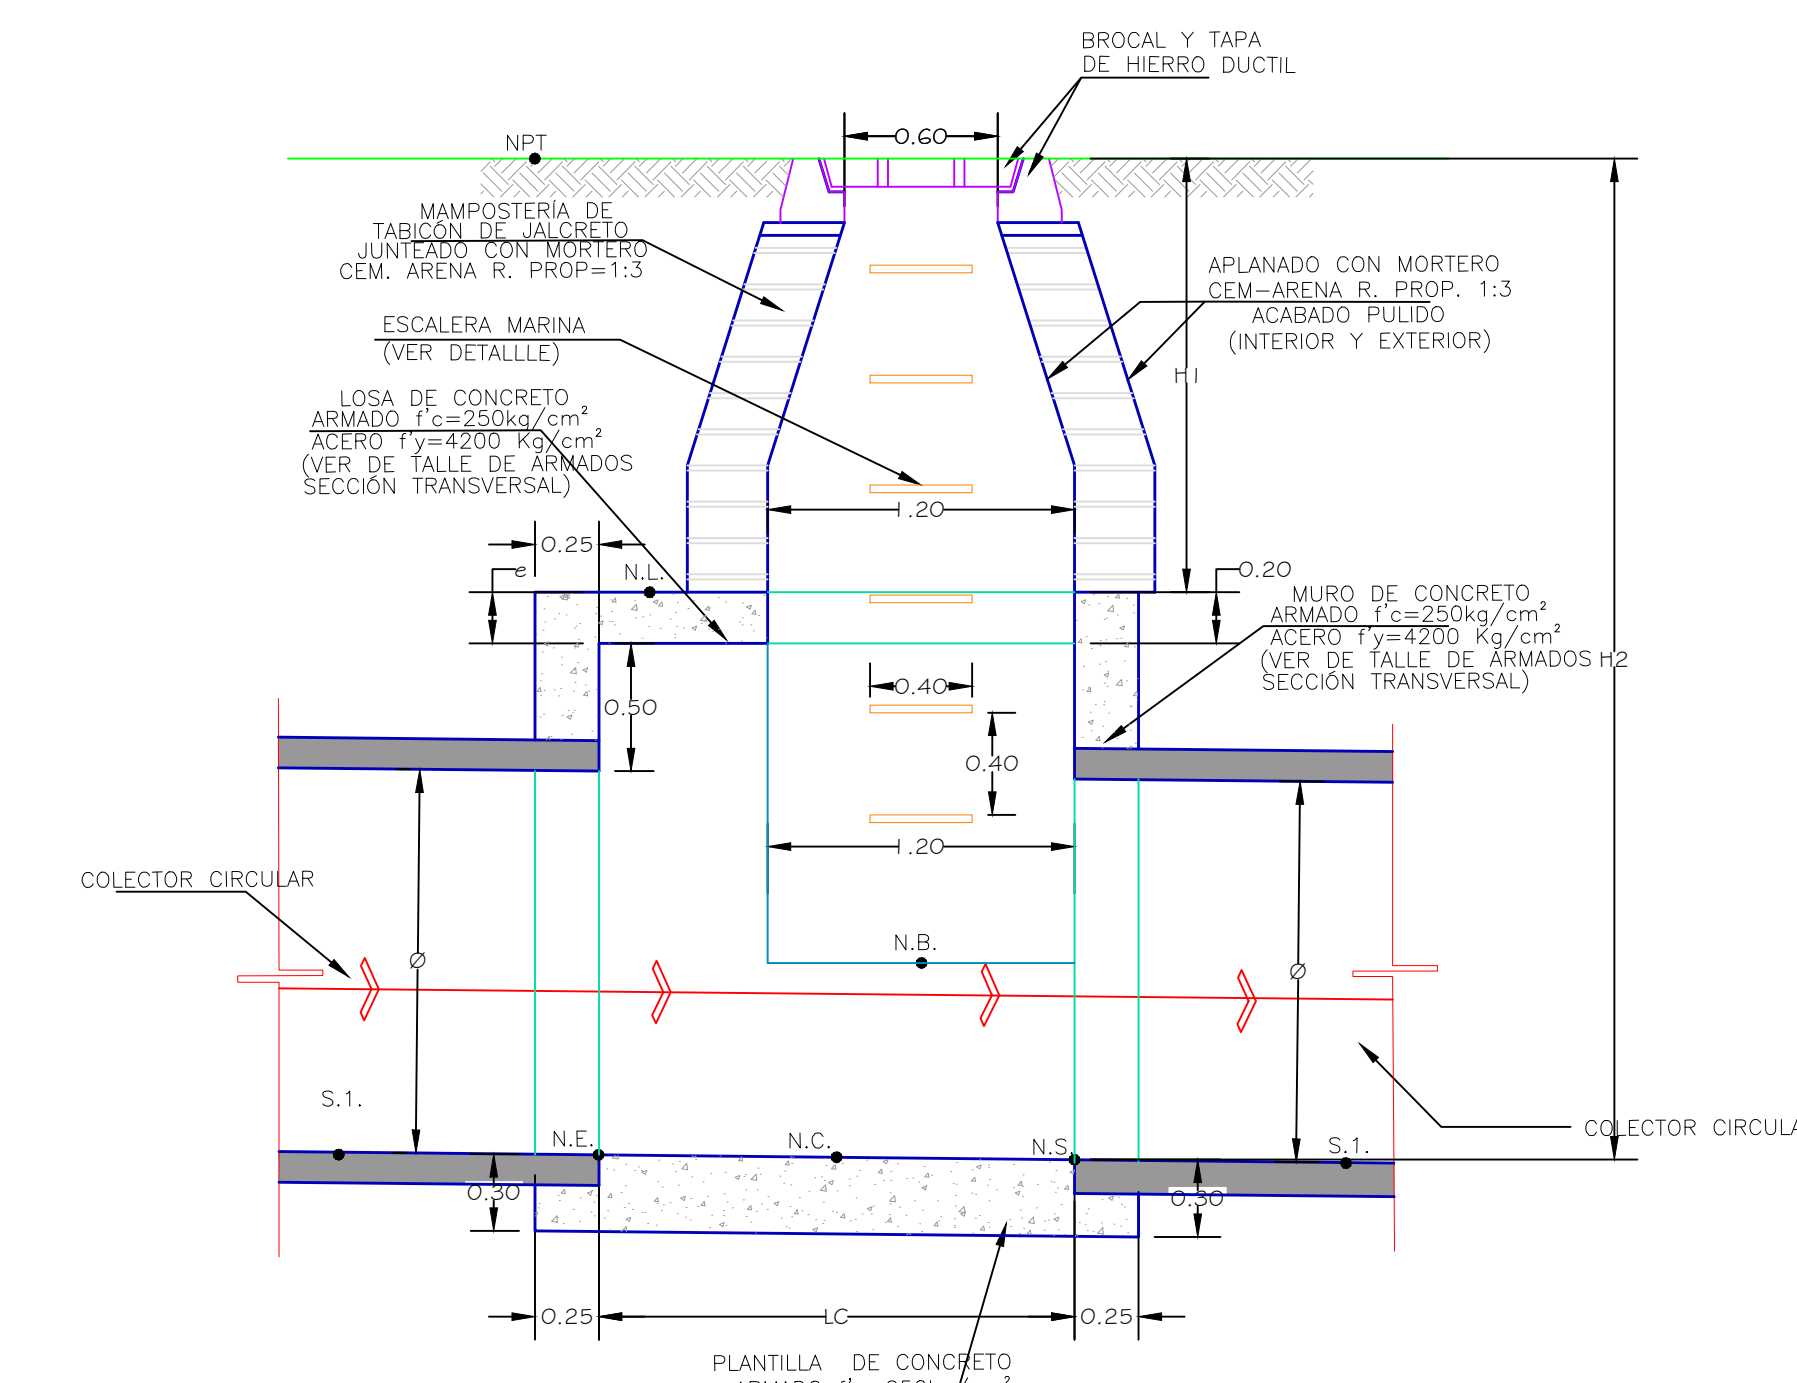 BROCAL Y TAPA
DE HIERRO DUCTIL
0.60
NPT
MAMPOSTERÍA DE
TABICÓN DE JALCRETO
JUNTEADO CON MORTERO
CEM. ARENA R. PROP=1:3
APLANADO CON MORTERO
CEM-ARENA R. PROP. 1:3
ACABADO PULIDO
(INTERIOR Y EXTERIOR)
ESCALERA MARINA
(VER DETALLLE)
H1
LOSA DE CONCRETO
ARMADO f'c=250kg/cm²
ACERO f'y=4200 Kg/cm²
(VER DE TALLE DE ARMADOS
SECCIÓN TRANSVERSAL)
1.20
0.25
e
N.L.
0.20
MURO DE CONCRETO
ARMADO f'c=250kg/cm²
ACERO f'y=4200 Kg/cm²
(VER DE TALLE DE ARMADOS
SECCIÓN TRANSVERSAL)
H2
0.40
0.50
0.40
1.20
COLECTOR CIRCULAR
N.B.
Ø
Ø
S.1.
N.E.
N.C.
N.S.
S.1.
COLECTOR CIRCULA
0.30
0.30
0.25
LC
0.25
PLANTILLA DE CONCRETO